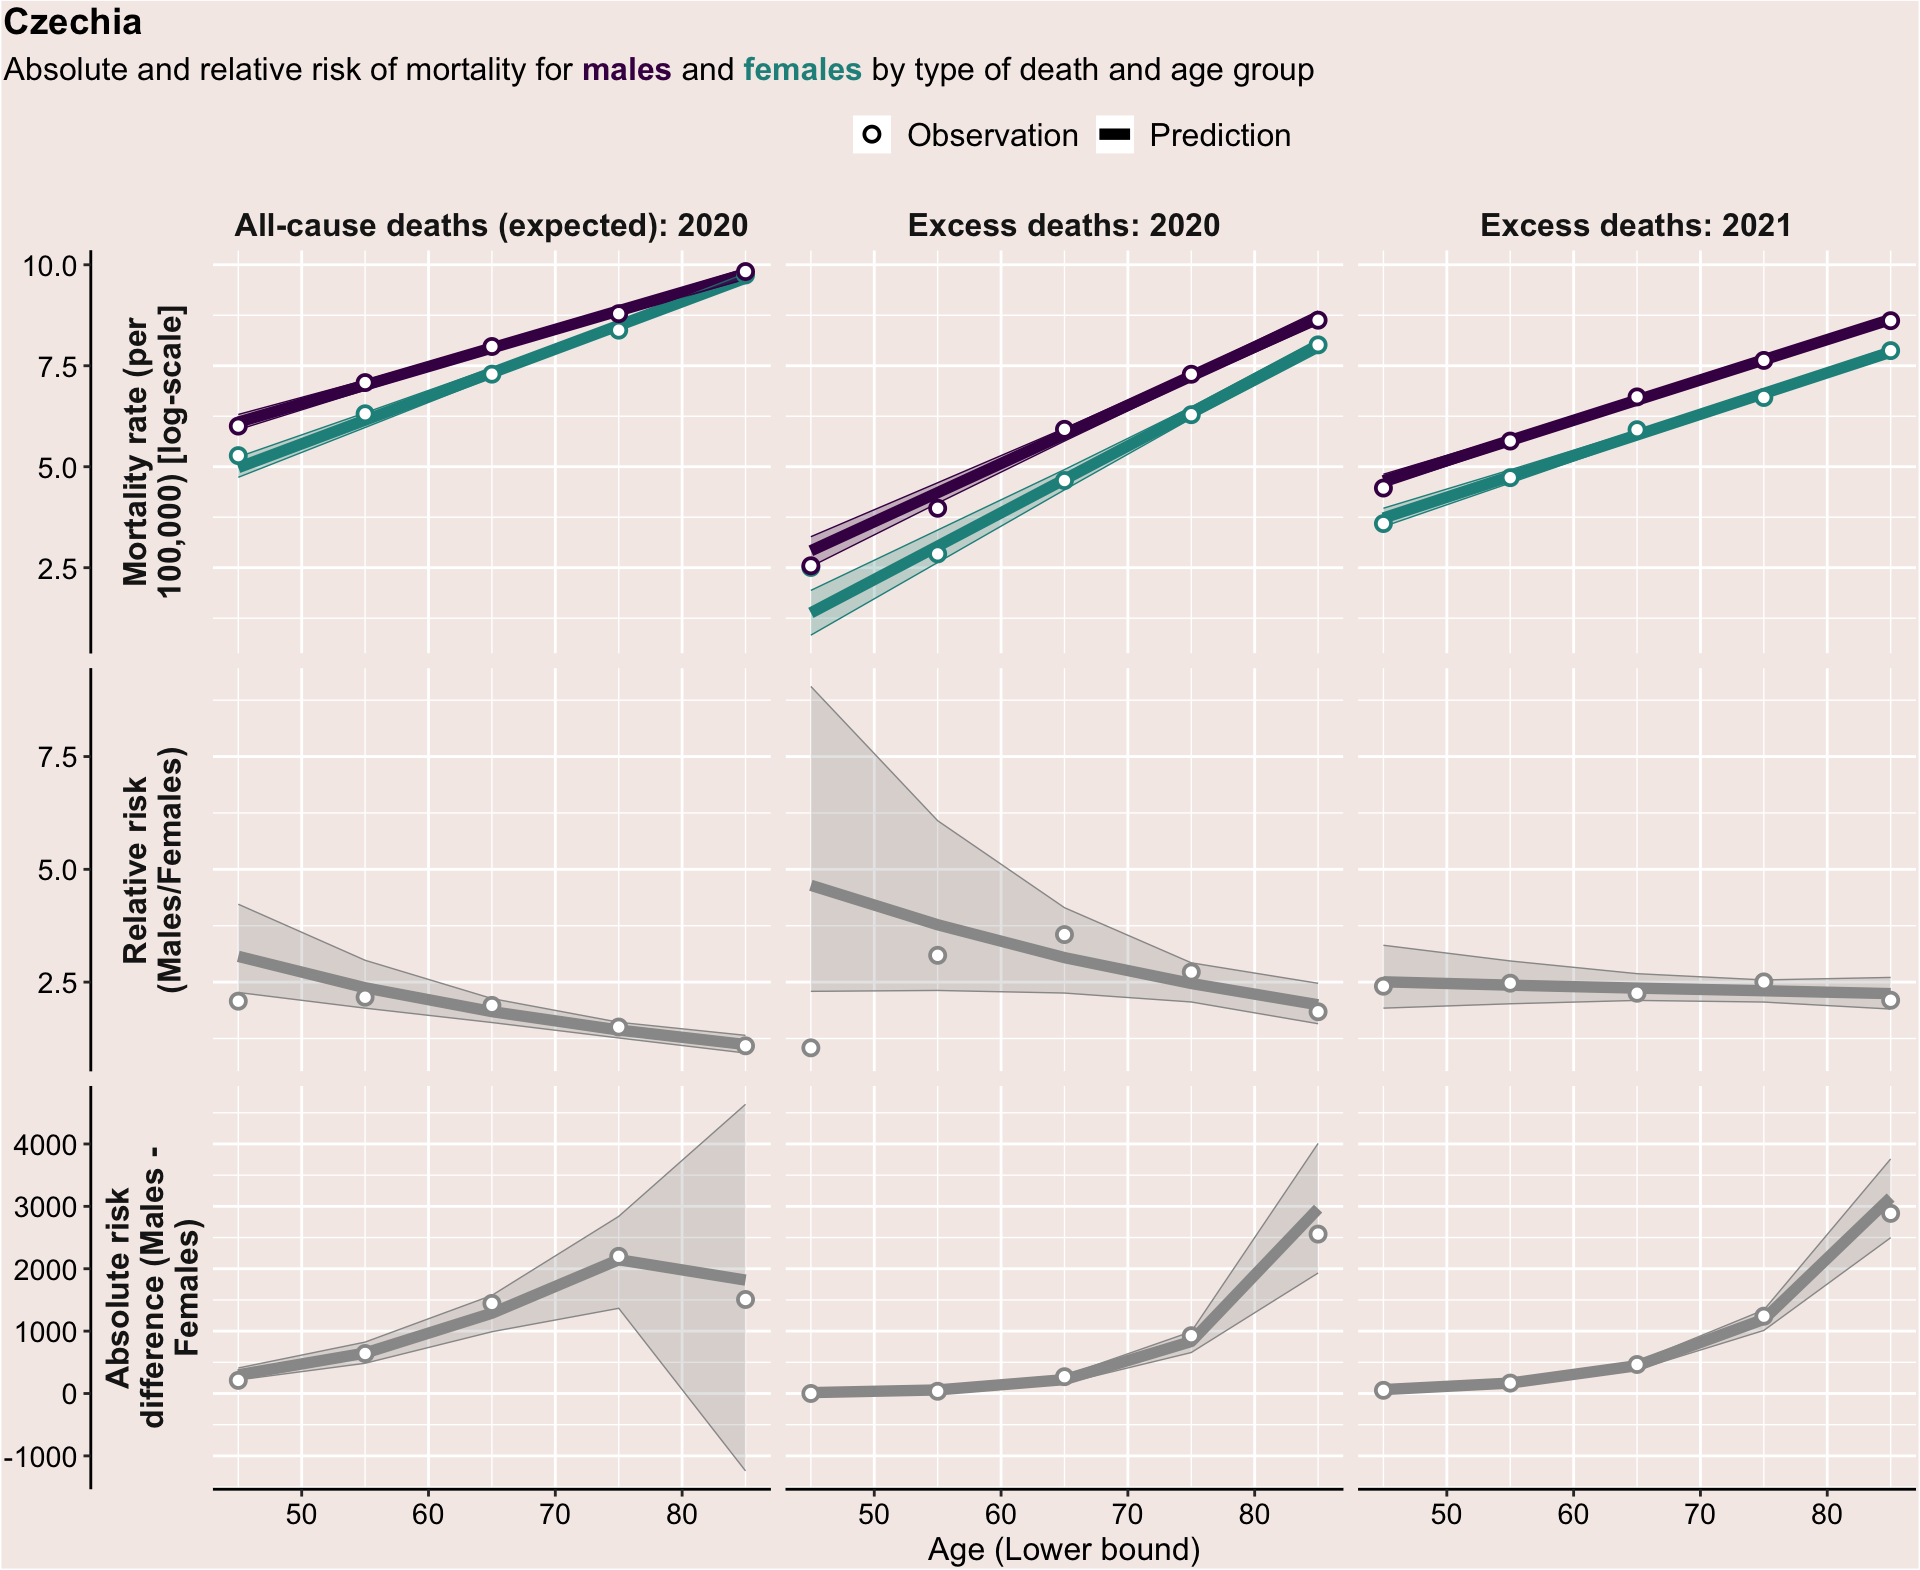 Czechia
Absolute and relative risk of mortality for males and females by type of death and age group
Observation
Prediction
All-cause deaths (expected): 2020
Excess deaths: 2020
Excess deaths: 2021
Mortality rate (per
100,000) [log-scale]
10.0
7.5
5.0
2.5
Relative risk
(Males/Females)
7.5
5.0
2.5
Absolute risk
difference (Males -
Females)
4000
3000
2000
1000
0
-1000
50 60 70 80
50 60 70 80
50 60 70 80
Age (Lower bound)